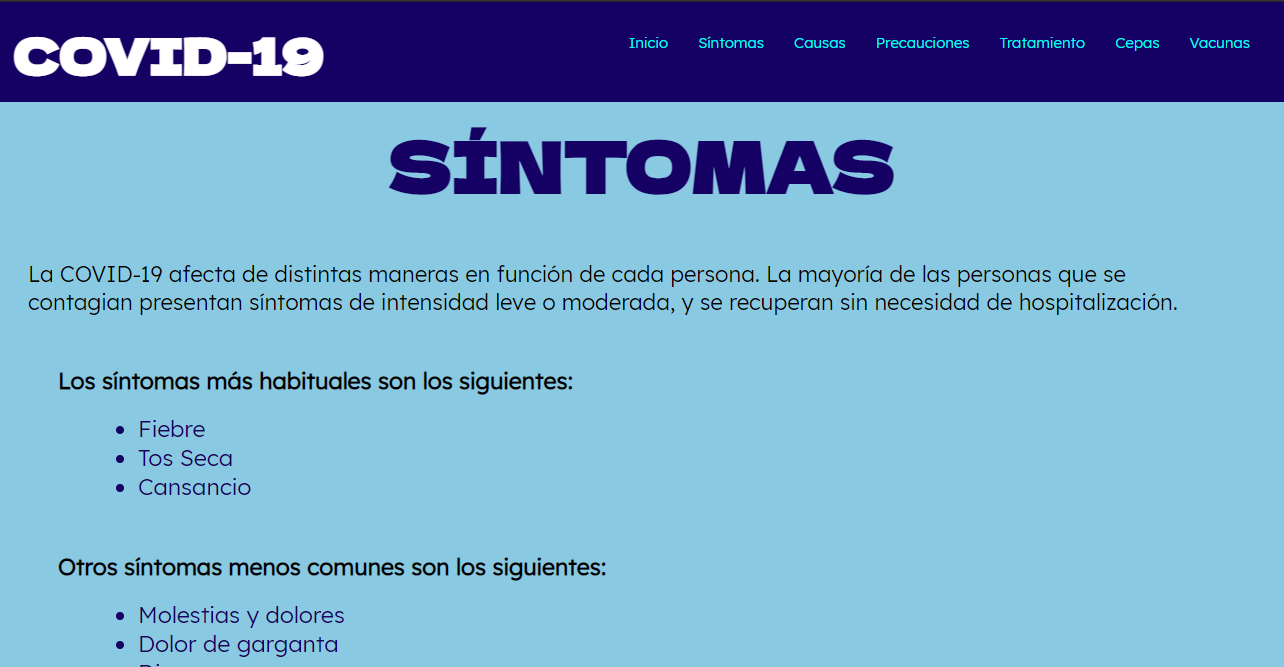 COVID-19
Inicio Síntomas Causas Precauciones Tratamiento Cepas Vacunas
SÍNTOMAS
La COVID-19 afecta de distintas maneras en función de cada persona. La mayoría de las personas que se
contagian presentan síntomas de intensidad leve o moderada, y se recuperan sin necesidad de hospitalización.
Los síntomas más habituales son los siguientes:
• Fiebre
• Tos Seca
• Cansancio
Otros síntomas menos comunes son los siguientes:
• Molestias y dolores
• Dolor de garganta